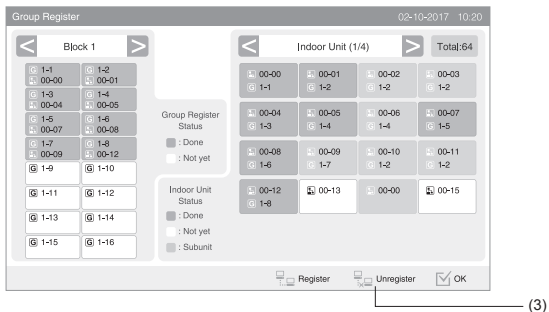 Group Register 02-10-2017 10:20
< Block 1 >
G 1-1 G 1-2
00-00 00-01
G 1-3 G 1-4
00-04 00-05
G 1-5 G 1-6
00-07 00-08
G 1-7 G 1-8
00-09 00-12
G 1-9 G 1-10
G 1-11 G 1-12
G 1-13 G 1-14
G 1-15 G 1-16
Group Register
Status
: Done
: Not yet
Indoor Unit
Status
: Done
: Not yet
: Subunit
< Indoor Unit (1/4) > Total:64
00-00 00-01 00-02 00-03
G 1-1 G 1-2 G 1-2 G 1-2
00-04 00-05 00-06 00-07
G 1-3 G 1-4 G 1-4 G 1-5
00-08 00-09 00-10 00-11
G 1-6 G 1-7 G 1-2 G 1-2
00-12 00-13 00-00 00-15
G 1-8
Register Unregister OK
(3)